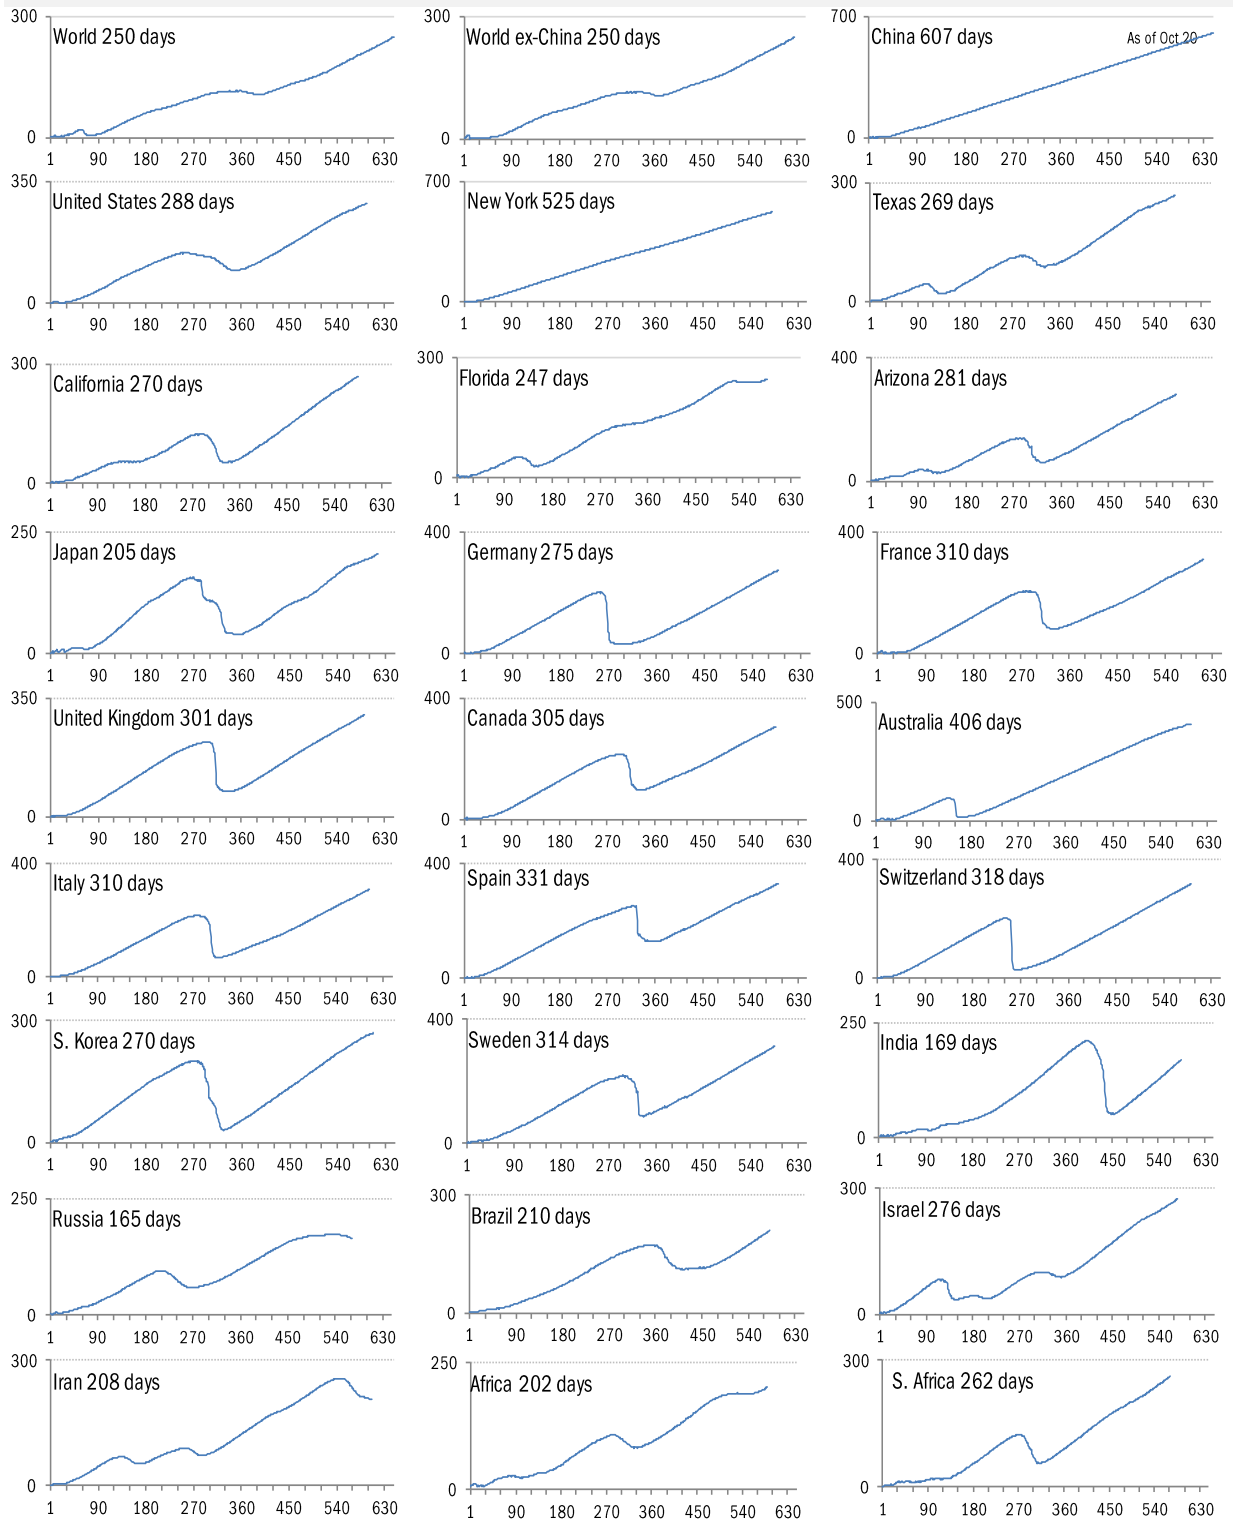 300 300 700
World 250 days World ex-China 250 days China 607 days As of Oct 20
0 0 0
1 90 180 270 360 450 540 630 1 90 180 270 360 450 540 630 1 90 180 270 360 450 540 630
350 700 300
United States 288 days New York 525 days Texas 269 days
0 0 0
1 90 180 270 360 450 540 630 1 90 180 270 360 450 540 630 1 90 180 270 360 450 540 630
300 300 400
California 270 days Florida 247 days Arizona 281 days
0 0 0
1 90 180 270 360 450 540 630 1 90 180 270 360 450 540 630 1 90 180 270 360 450 540 630
250 400 400
Japan 205 days Germany 275 days France 310 days
0 0 0
1 90 180 270 360 450 540 630 1 90 180 270 360 450 540 630 1 90 180 270 360 450 540 630
350 400 500
United Kingdom 301 days Canada 305 days Australia 406 days
0 0 0
1 90 180 270 360 450 540 630 1 90 180 270 360 450 540 630 1 90 180 270 360 450 540 630
400 400 400
Italy 310 days Spain 331 days Switzerland 318 days
0 0 0
1 90 180 270 360 450 540 630 1 90 180 270 360 450 540 630 1 90 180 270 360 450 540 630
300 400 250
S. Korea 270 days Sweden 314 days India 169 days
0 0 0
1 90 180 270 360 450 540 630 1 90 180 270 360 450 540 630 1 90 180 270 360 450 540 630
250 300 300
Russia 165 days Brazil 210 days Israel 276 days
0 0 0
1 90 180 270 360 450 540 630 1 90 180 270 360 450 540 630 1 90 180 270 360 450 540 630
300 250 300
Iran 208 days Africa 202 days S. Africa 262 days
0 0 0
1 90 180 270 360 450 540 630 1 90 180 270 360 450 540 630 1 90 180 270 360 450 540 630